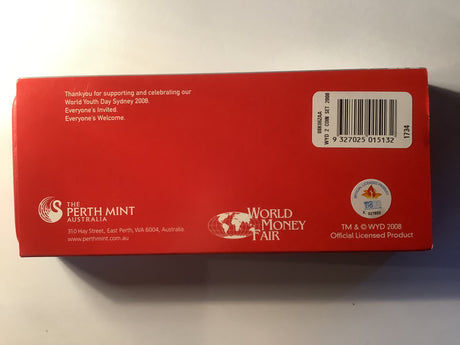 Thankyou for supporting and celebrating our
World Youth Day Sydney 2008.
Everyone's Invited.
Everyone's Welcome.
WYD 2 COIN SET 2008
9 327025 015132
1734
THE
PERTH MINT
AUSTRALIA
310 Hay Street, East Perth, WA 6004, Australia.
www.perthmint.com.au
WORLD
MONEY
FAIR
TM & © WYD 2008
Official Licensed Product